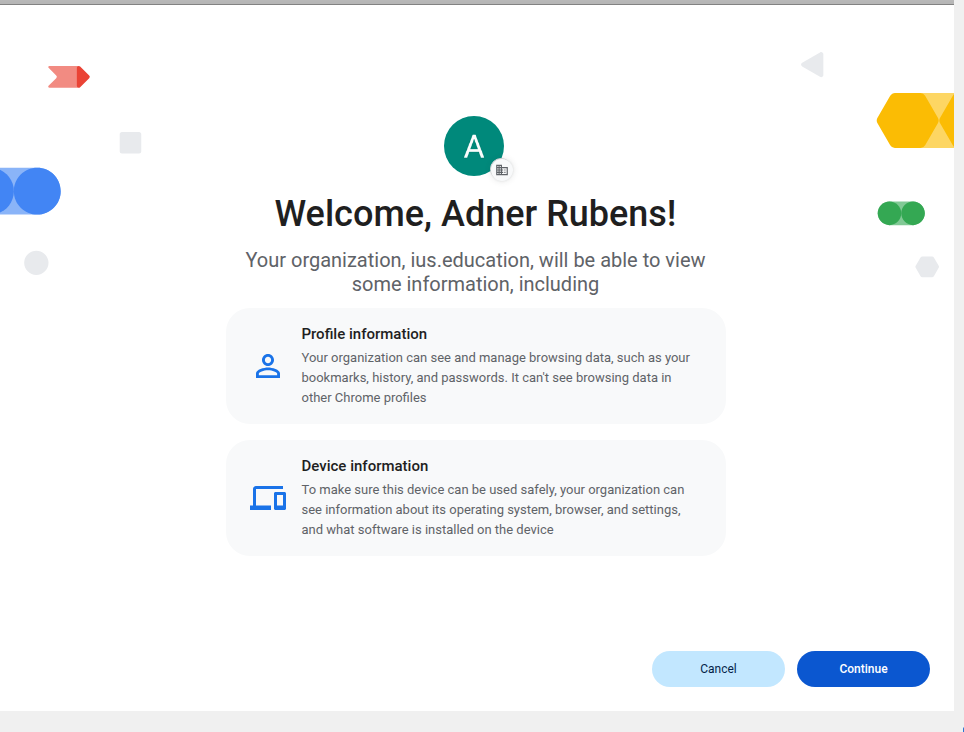 A
Welcome, Adner Rubens!
Your organization, ius.education, will be able to view
some information, including
Profile information
Your organization can see and manage browsing data, such as your
bookmarks, history, and passwords. It can't see browsing data in
other Chrome profiles
Device information
To make sure this device can be used safely, your organization can
see information about its operating system, browser, and settings,
and what software is installed on the device
Cancel
Continue